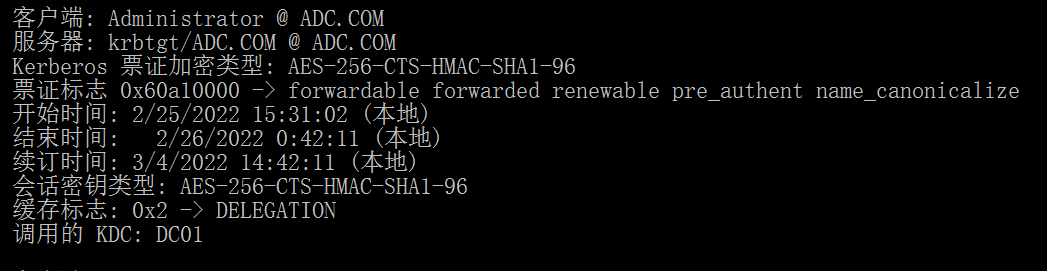 客户端: Administrator @ ADC.COM
服务器: krbtgt/ADC.COM @ ADC.COM
Kerberos 票证加密类型: AES-256-CTS-HMAC-SHA1-96
票证标志 0x60a10000 -> forwardable forwarded renewable pre_authent name_canonicalize
开始时间: 2/25/2022 15:31:02 (本地)
结束时间:   2/26/2022 0:42:11 (本地)
续订时间: 3/4/2022 14:42:11 (本地)
会话密钥类型: AES-256-CTS-HMAC-SHA1-96
缓存标志: 0x2 -> DELEGATION
调用的 KDC: DC01